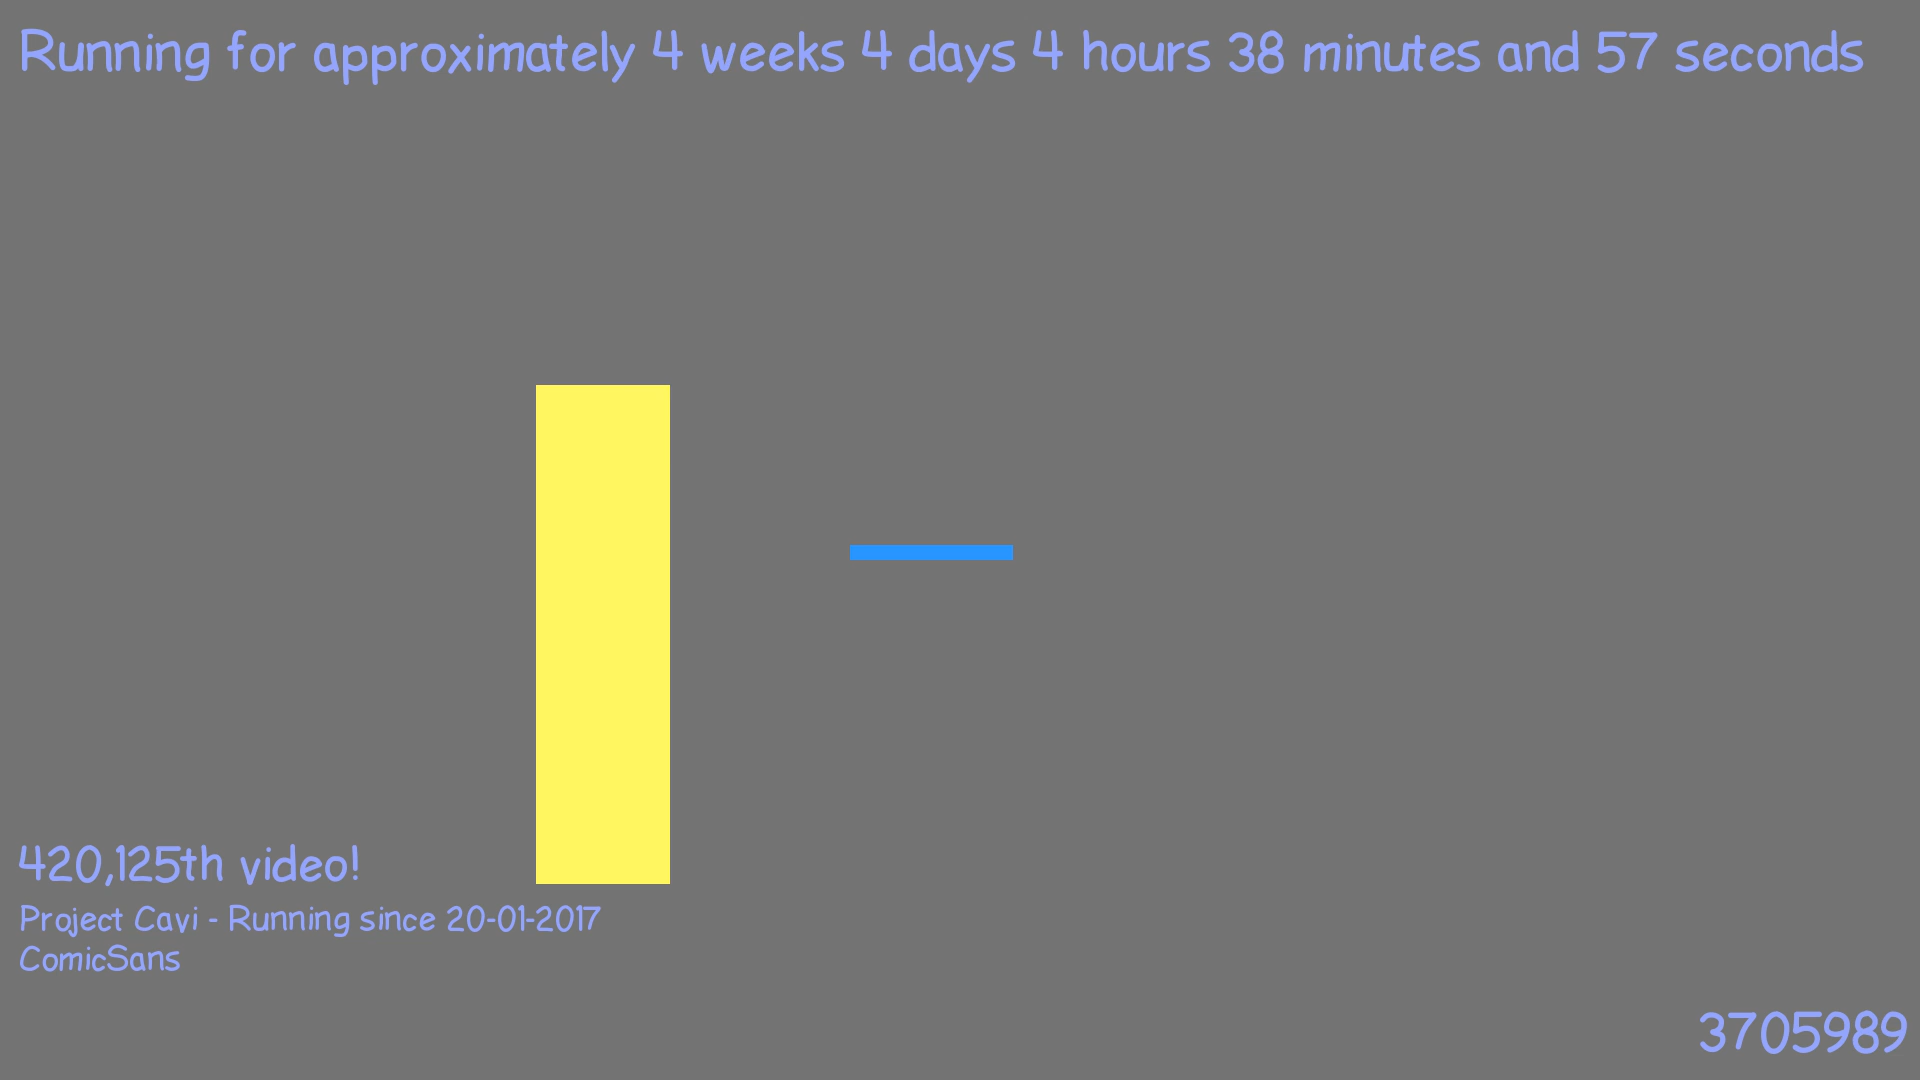 Running for approximately 4 weeks 4 days 4 hours 38 minutes and 57 seconds
420,125th video!
Project Cavi - Running since 20-01-2017
ComicSans
3705989